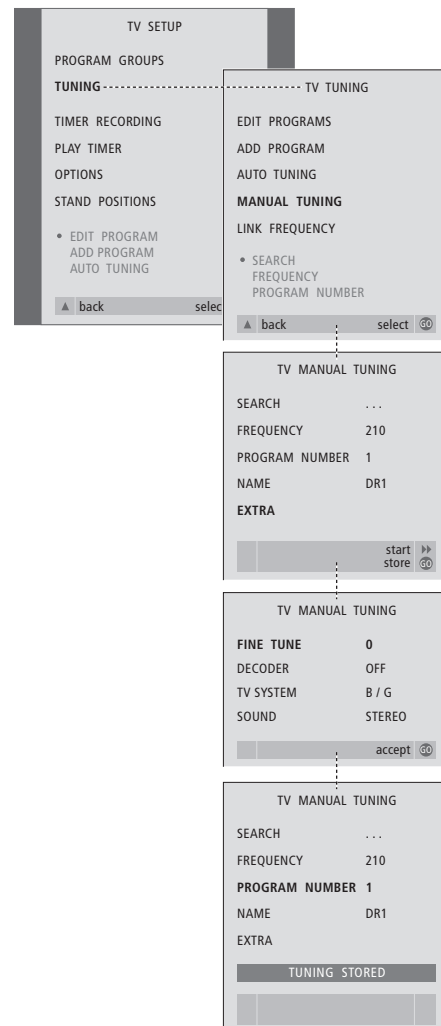 TV SETUP
PROGRAM GROUPS
TUNING
TIMER RECORDING
PLAY TIMER
OPTIONS
STAND POSITIONS
• EDIT PROGRAM
ADD PROGRAM
AUTO TUNING
▲ back selec
TV TUNING
EDIT PROGRAMS
ADD PROGRAM
AUTO TUNING
MANUAL TUNING
LINK FREQUENCY
• SEARCH
FREQUENCY
PROGRAM NUMBER
▲ back select GO
TV MANUAL TUNING
SEARCH . . .
FREQUENCY 210
PROGRAM NUMBER 1
NAME DR1
EXTRA
start
store GO
TV MANUAL TUNING
FINE TUNE 0
DECODER OFF
TV SYSTEM B / G
SOUND STEREO
accept GO
TV MANUAL TUNING
SEARCH . . .
FREQUENCY 210
PROGRAM NUMBER 1
NAME DR1
EXTRA
TUNING STORED